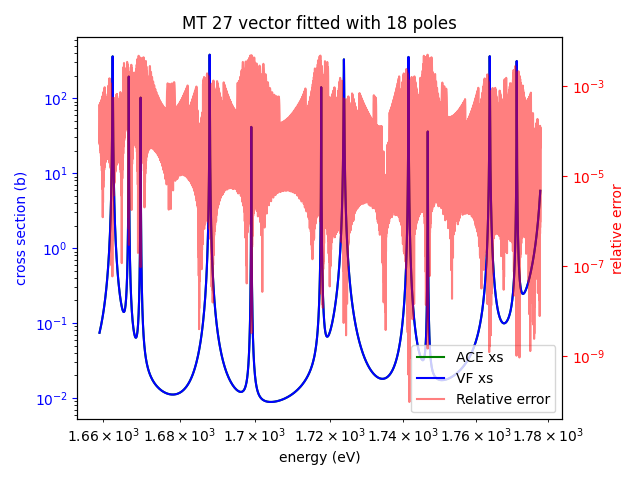 MT 27 vector fitted with 18 poles
cross section (b)
10²
10¹
10⁰
10⁻¹
10⁻²
relative error
10⁻³
10⁻⁵
10⁻⁷
10⁻⁹
ACE xs
VF xs
Relative error
1.66 × 10³ 1.68 × 10³ 1.7 × 10³ 1.72 × 10³ 1.74 × 10³ 1.76 × 10³ 1.78 × 10³
energy (eV)